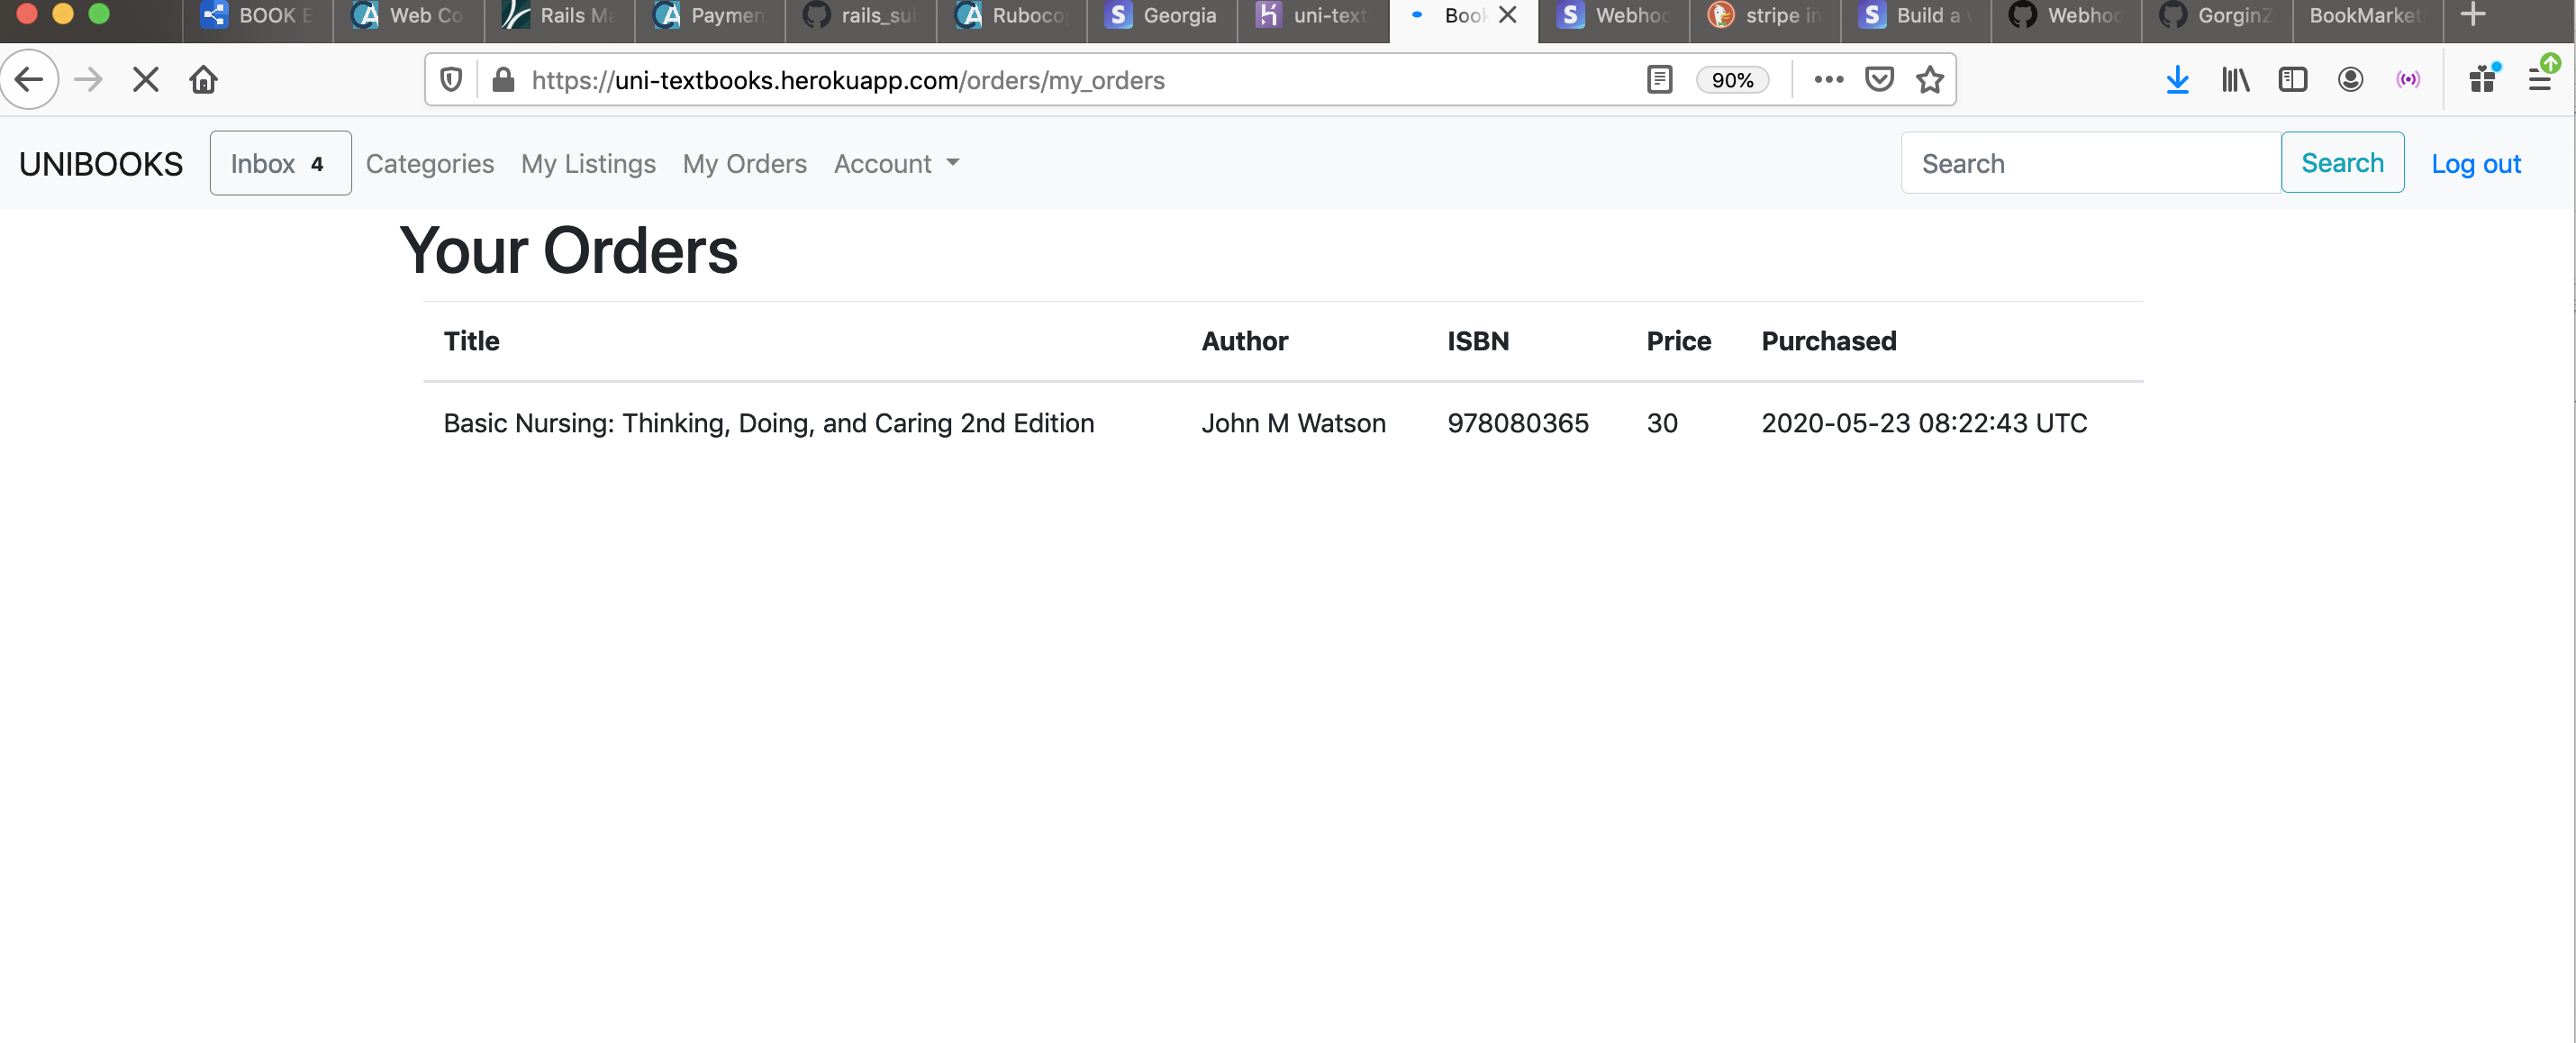 BOOK Web Co Rails Ma Paymen rails_su Ruboco Georgia uni-text Book Webhoo stripe in Build a Webhoo GorginZ BookMarket
https://uni-textbooks.herokuapp.com/orders/my_orders 90%
UNIBOOKS Inbox 4 Categories My Listings My Orders Account Search Search Log out
Your Orders
Title Author ISBN Price Purchased
Basic Nursing: Thinking, Doing, and Caring 2nd Edition John M Watson 978080365 30 2020-05-23 08:22:43 UTC